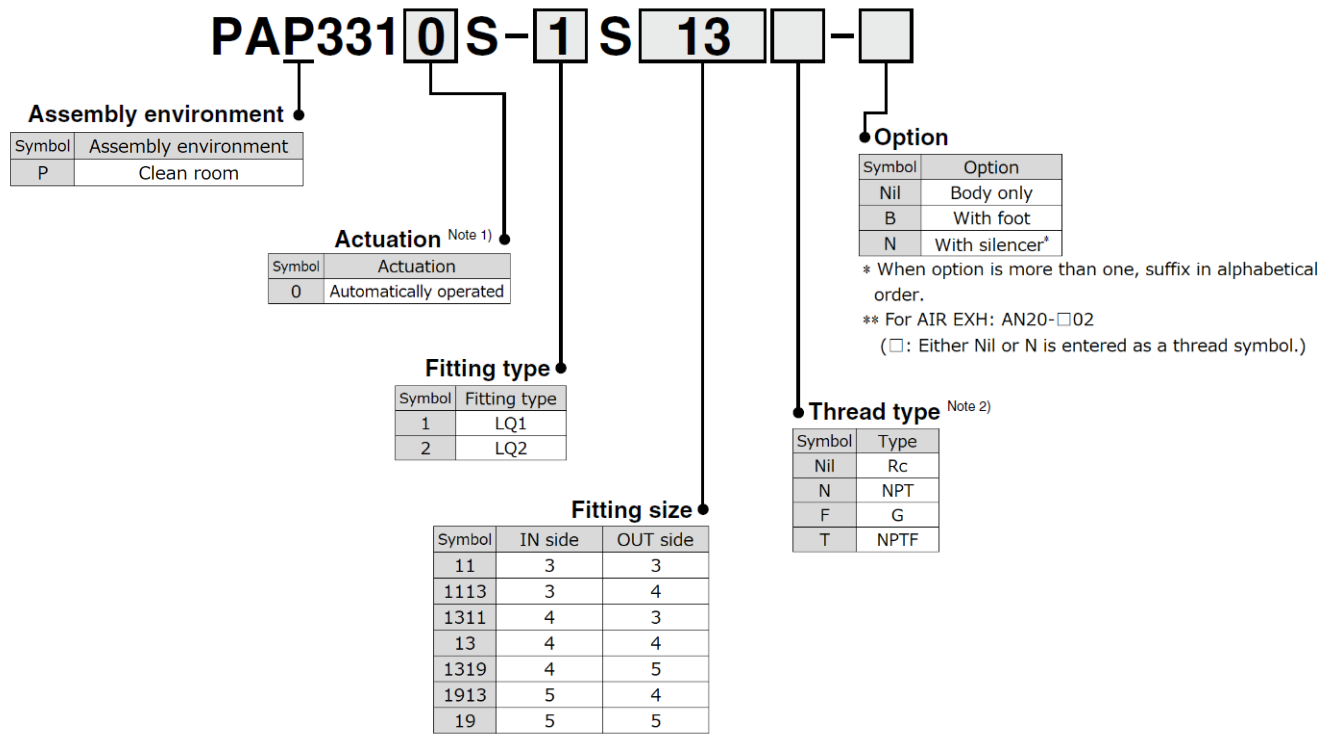 PAP3310S-1S13□-□
Assembly environment
Symbol Assembly environment
P Clean room
Actuation Note 1)
Symbol Actuation
0 Automatically operated
Fitting type
Symbol Fitting type
1 LQ1
2 LQ2
Fitting size
Symbol IN side OUT side
11 3 3
1113 3 4
1311 4 3
13 4 4
1319 4 5
1913 5 4
19 5 5
Option
Symbol Option
Nil Body only
B With foot
N With silencer*
* When option is more than one, suffix in alphabetical
order.
** For AIR EXH: AN20-□02
(□: Either Nil or N is entered as a thread symbol.)
Thread type Note 2)
Symbol Type
Nil Rc
N NPT
F G
T NPTF